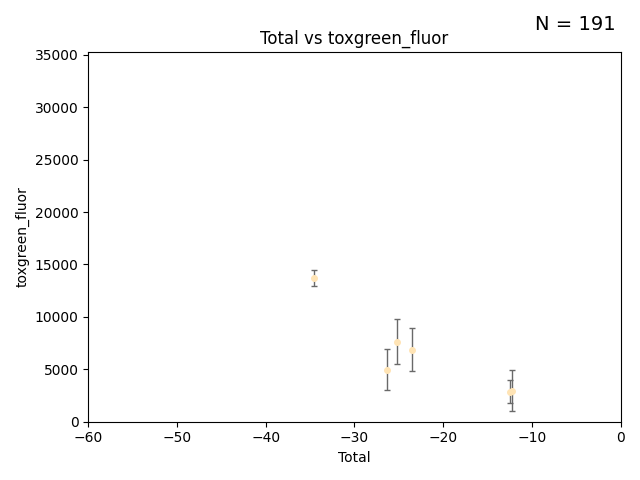 N = 191
Total vs toxgreen_fluor
35000
30000
25000
20000
15000
10000
5000
0
toxgreen_fluor
−60 −50 −40 −30 −20 −10 0
Total